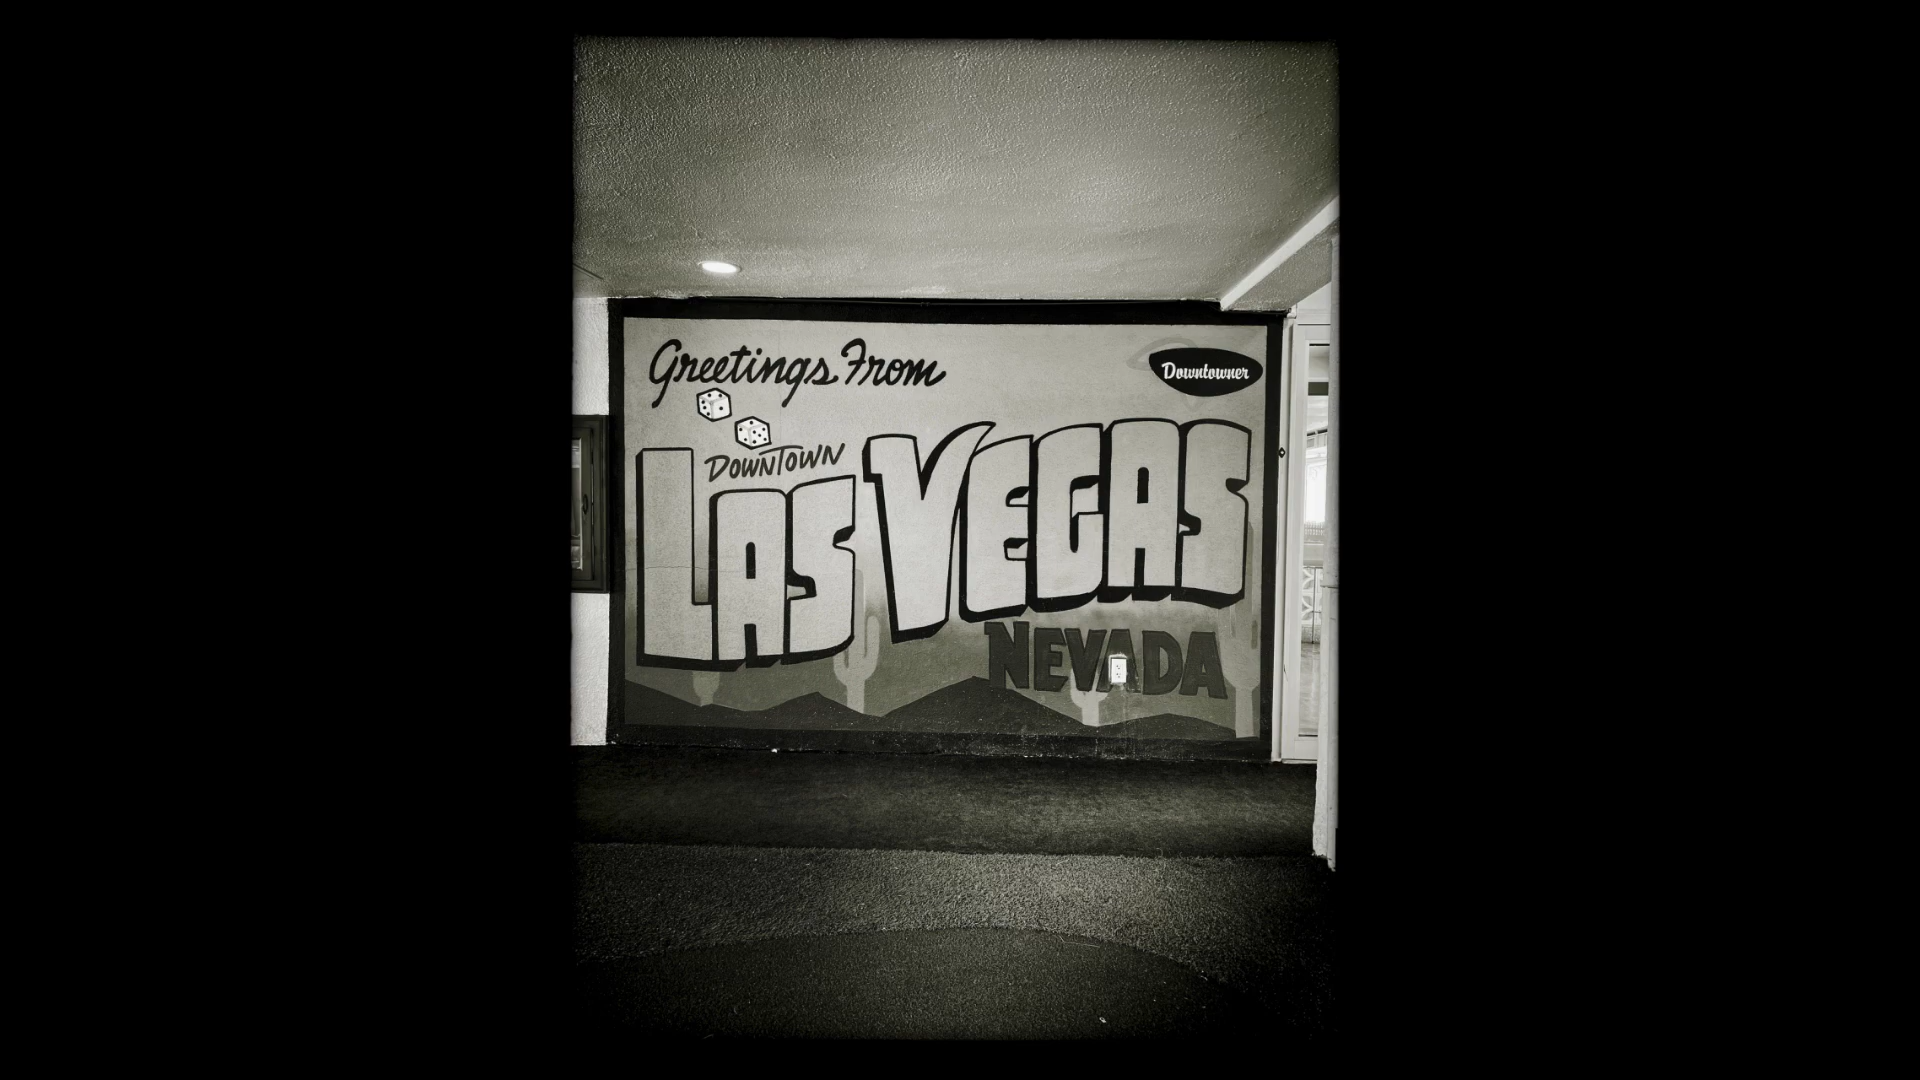 Greetings From
Downtowner
DOWNTOWN
LAS VEGAS
NEVADA